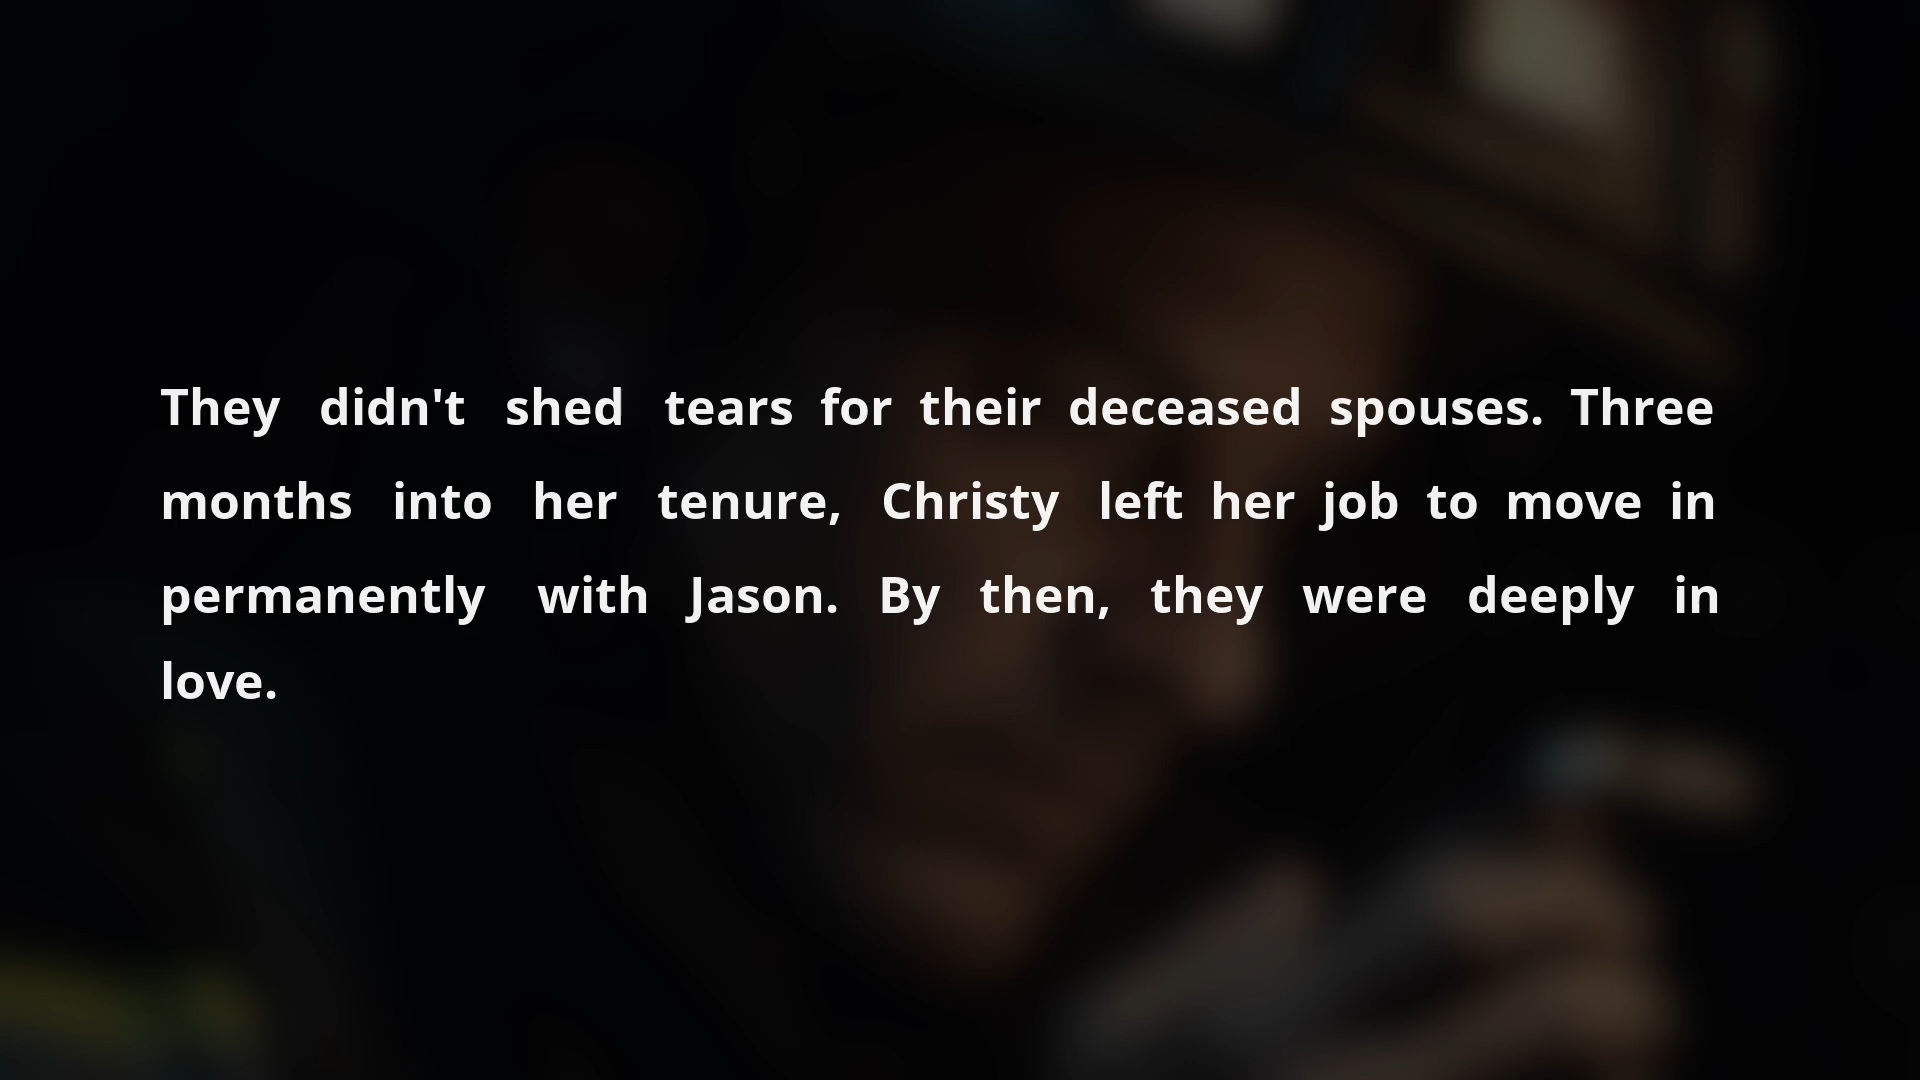 They didn't shed tears for their deceased spouses. Three
months into her tenure, Christy left her job to move in
permanently with Jason. By then, they were deeply in
love.